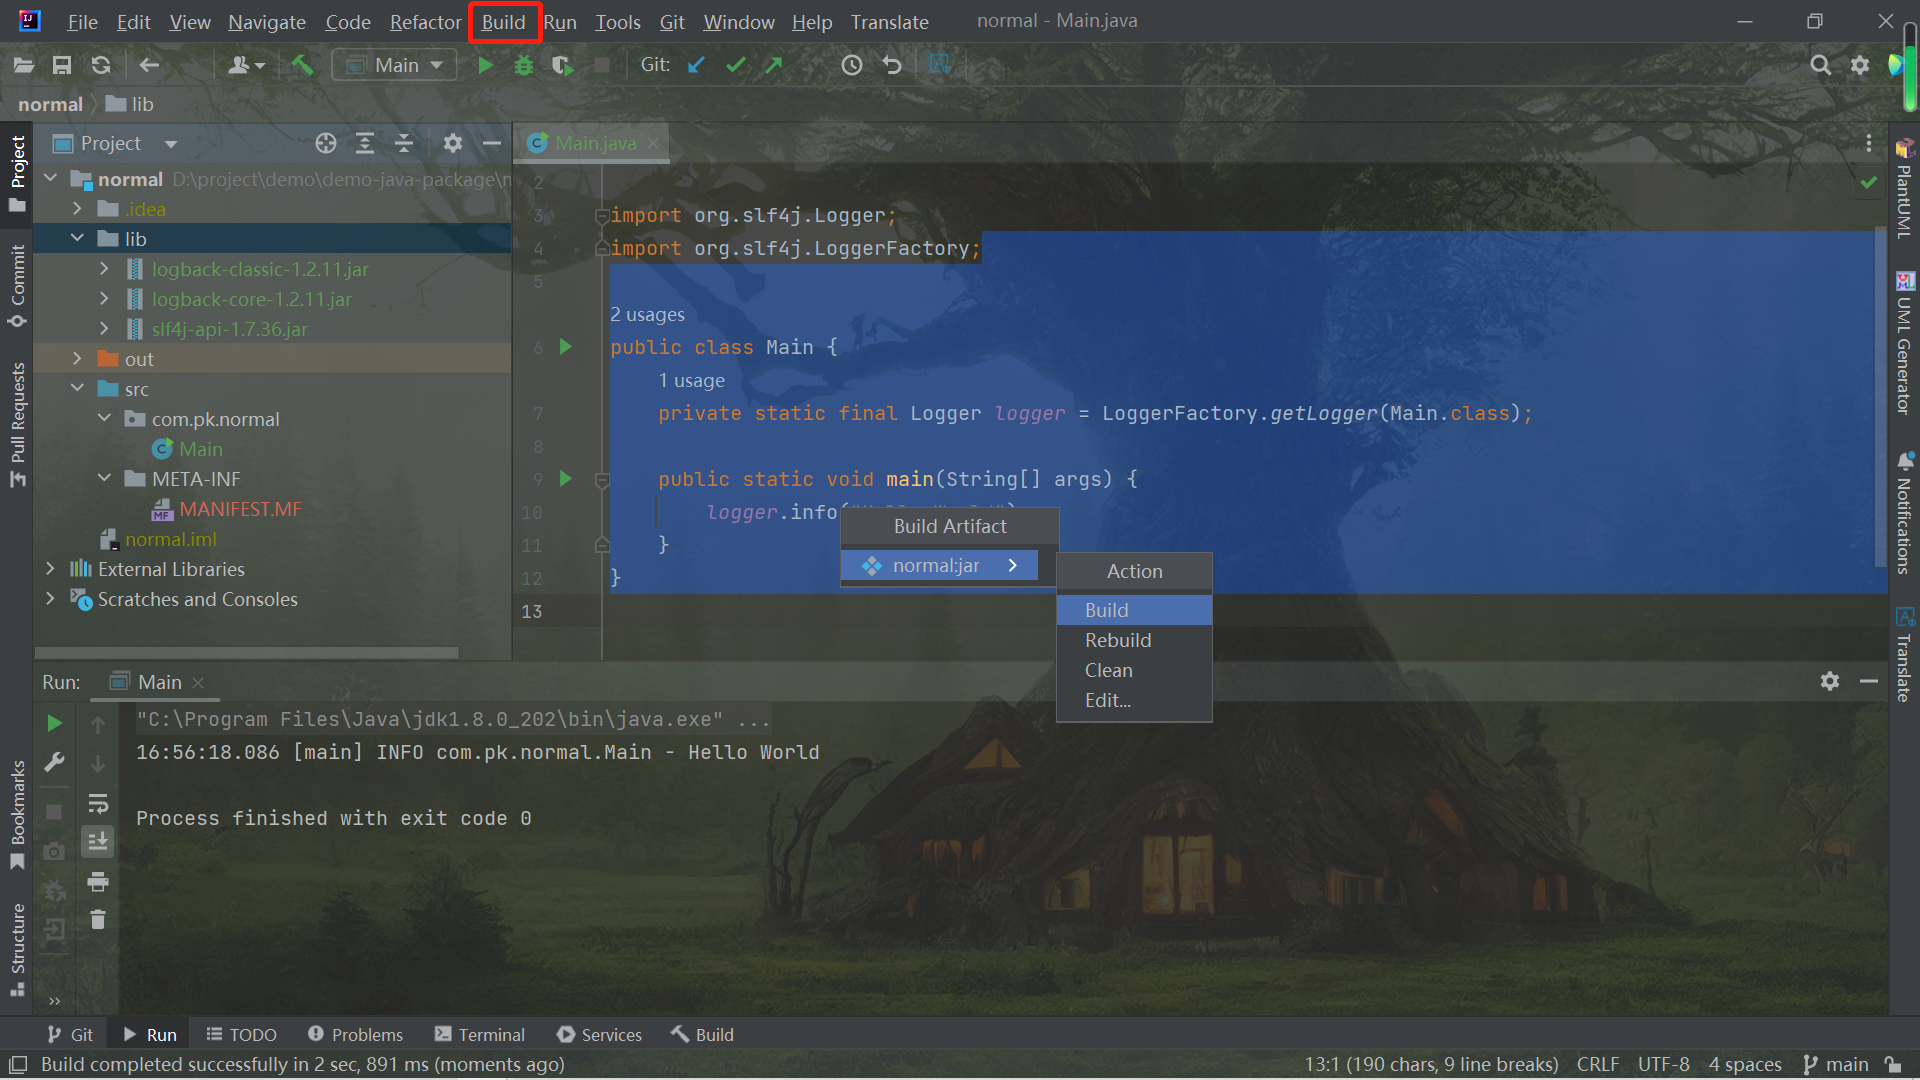 File Edit View Navigate Code Refactor Build Run Tools Git Window Help Translate normal - Main.java
Main Git:
normal lib
Project
Main.java
normal D:\project\demo\demo-java-package\n
.idea
lib
logback-classic-1.2.11.jar
logback-core-1.2.11.jar
slf4j-api-1.7.36.jar
out
src
com.pk.normal
Main
META-INF
MANIFEST.MF
normal.iml
External Libraries
Scratches and Consoles
2
3 import org.slf4j.Logger;
4 import org.slf4j.LoggerFactory;
5
2 usages
6 public class Main {
1 usage
7 private static final Logger logger = LoggerFactory.getLogger(Main.class);
8
9 public static void main(String[] args) {
10 logger.info(
11 }
12 }
13
Build Artifact
normal:jar
Action
Build
Rebuild
Clean
Edit...
Run: Main
"C:\Program Files\Java\jdk1.8.0_202\bin\java.exe" ...
16:56:18.086 [main] INFO com.pk.normal.Main - Hello World
Process finished with exit code 0
Project
Commit
Pull Requests
Bookmarks
Structure
PlantUML
UML Generator
Notifications
Translate
Git Run TODO Problems Terminal Services Build
Build completed successfully in 2 sec, 891 ms (moments ago) 13:1 (190 chars, 9 line breaks) CRLF UTF-8 4 spaces main